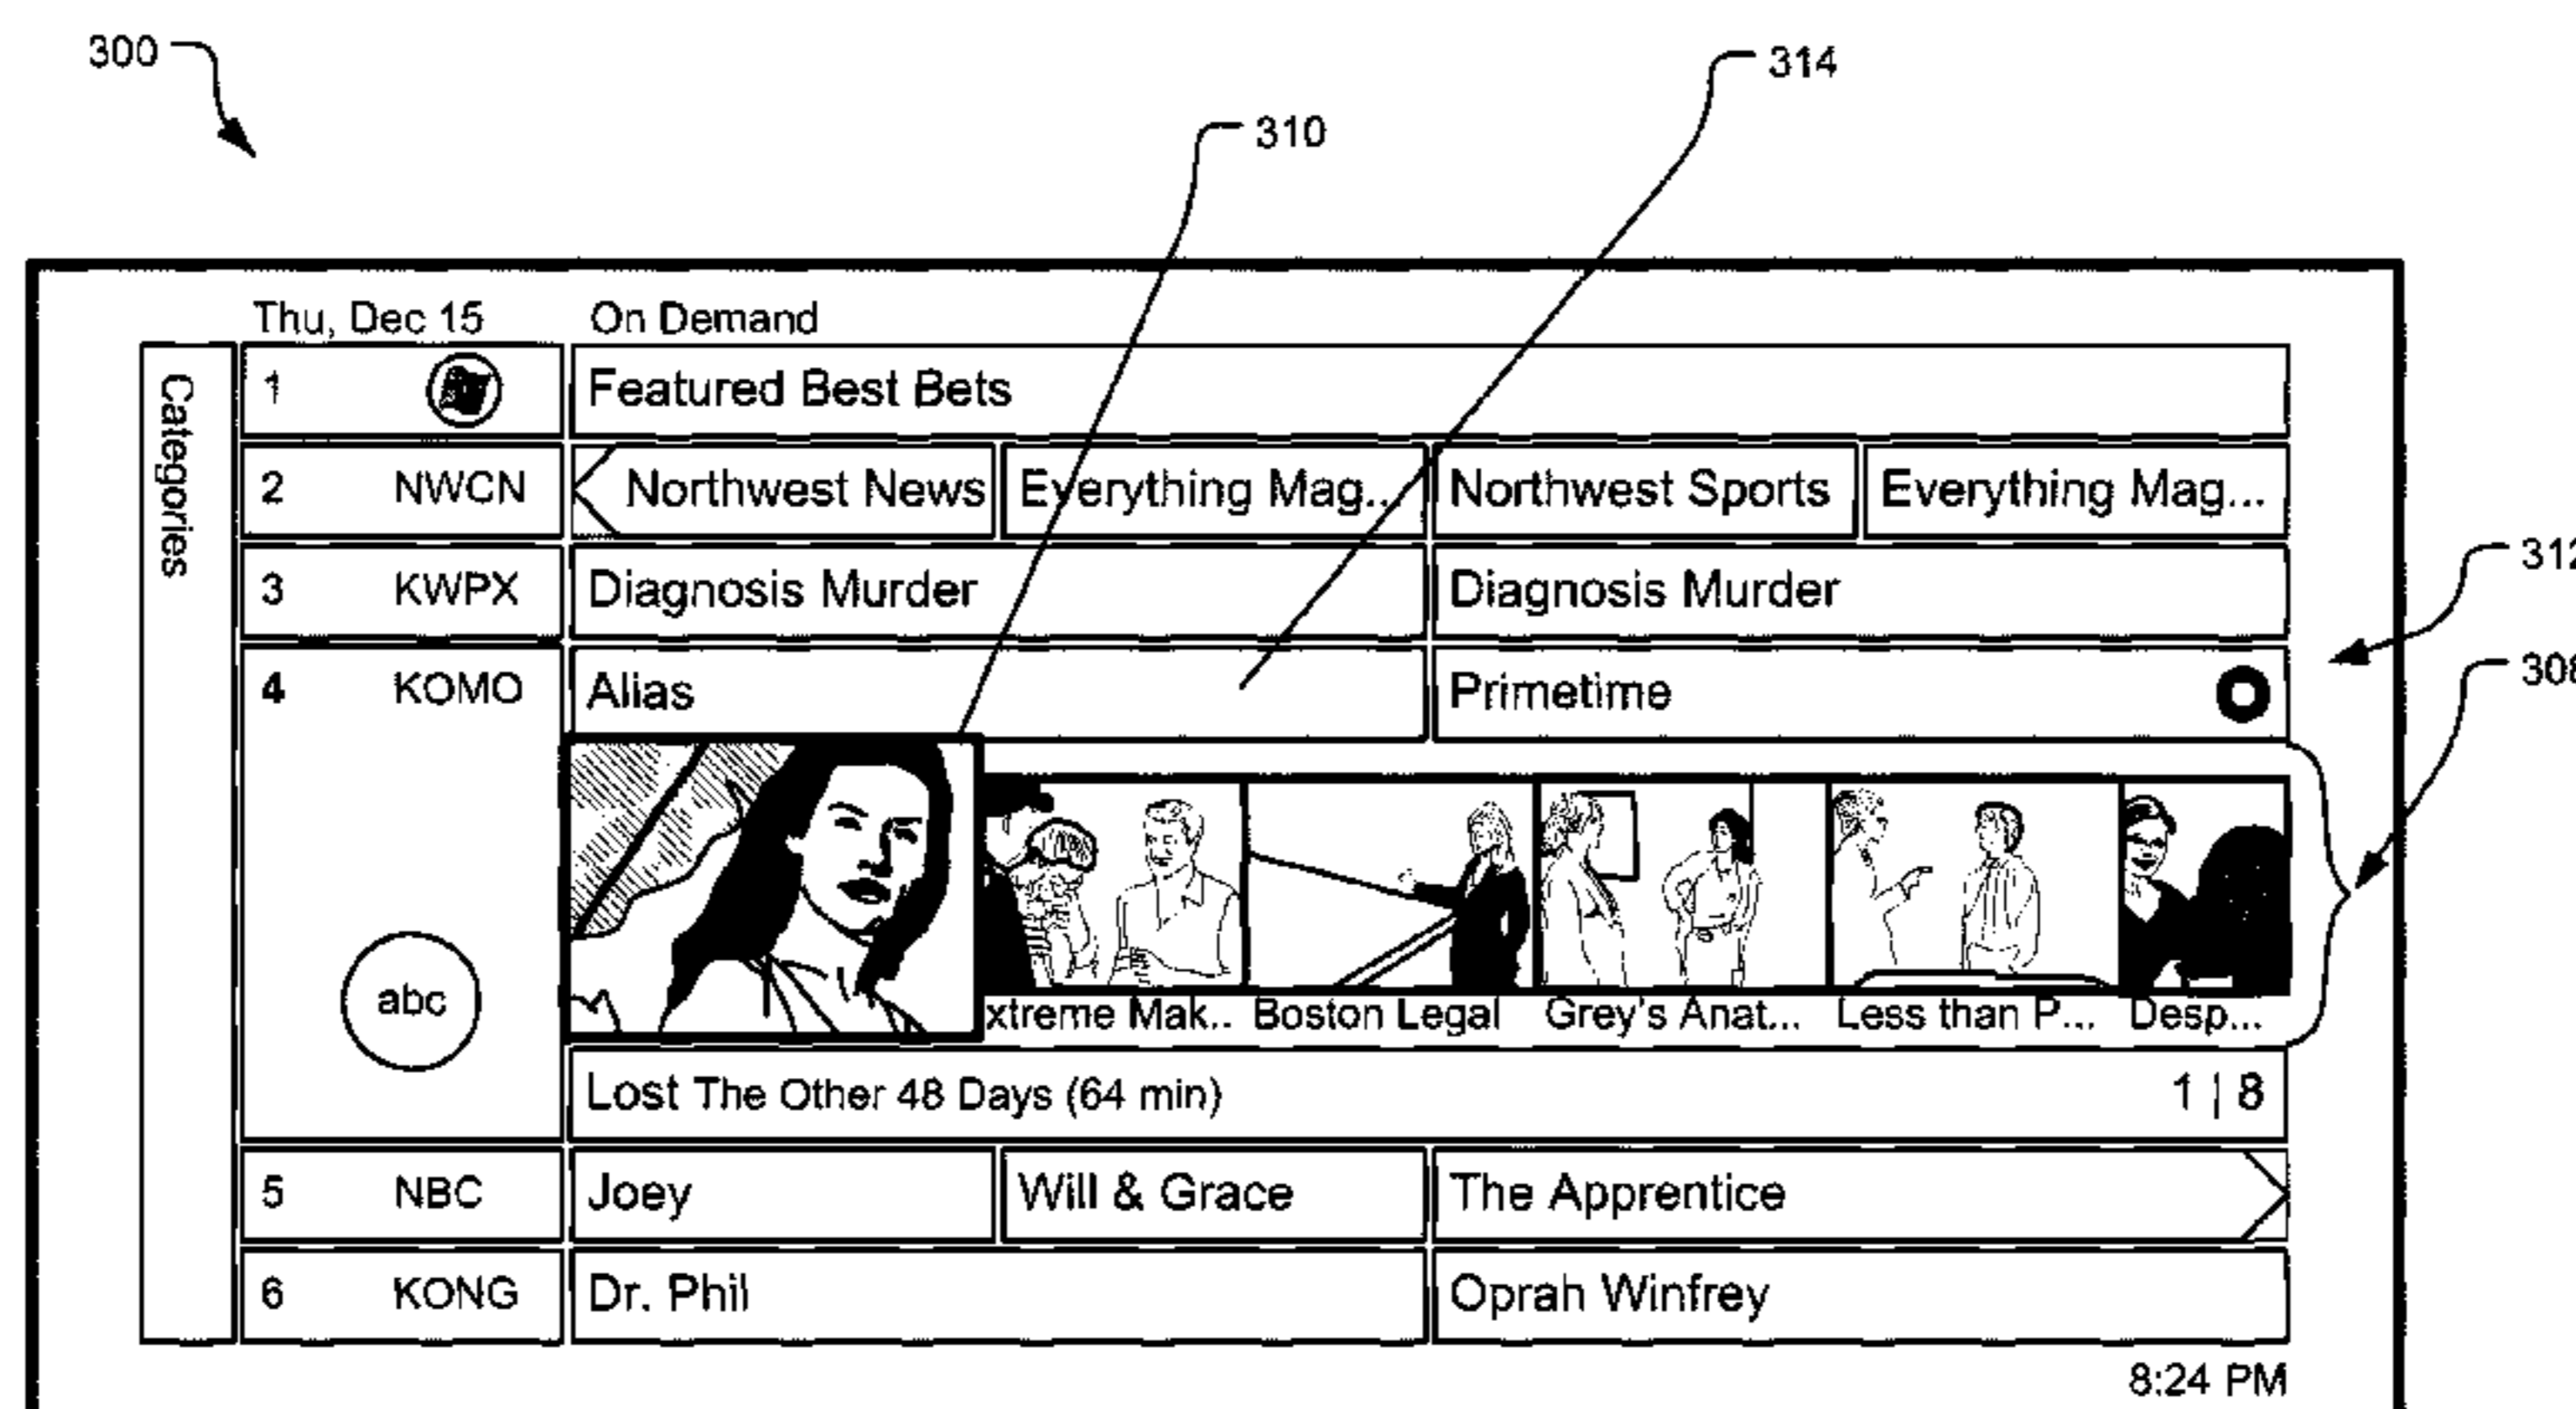 300
314
310
Thu, Dec 15 On Demand
Categories
1 Featured Best Bets
2 NWCN Northwest News Everything Mag.. Northwest Sports Everything Mag...
312
3 KWPX Diagnosis Murder Diagnosis Murder
308
4 KOMO Alias Primetime
abc
xtreme Mak.. Boston Legal Grey's Anat... Less than P... Desp...
Lost The Other 48 Days (64 min) 1 | 8
5 NBC Joey Will & Grace The Apprentice
6 KONG Dr. Phil Oprah Winfrey
8:24 PM